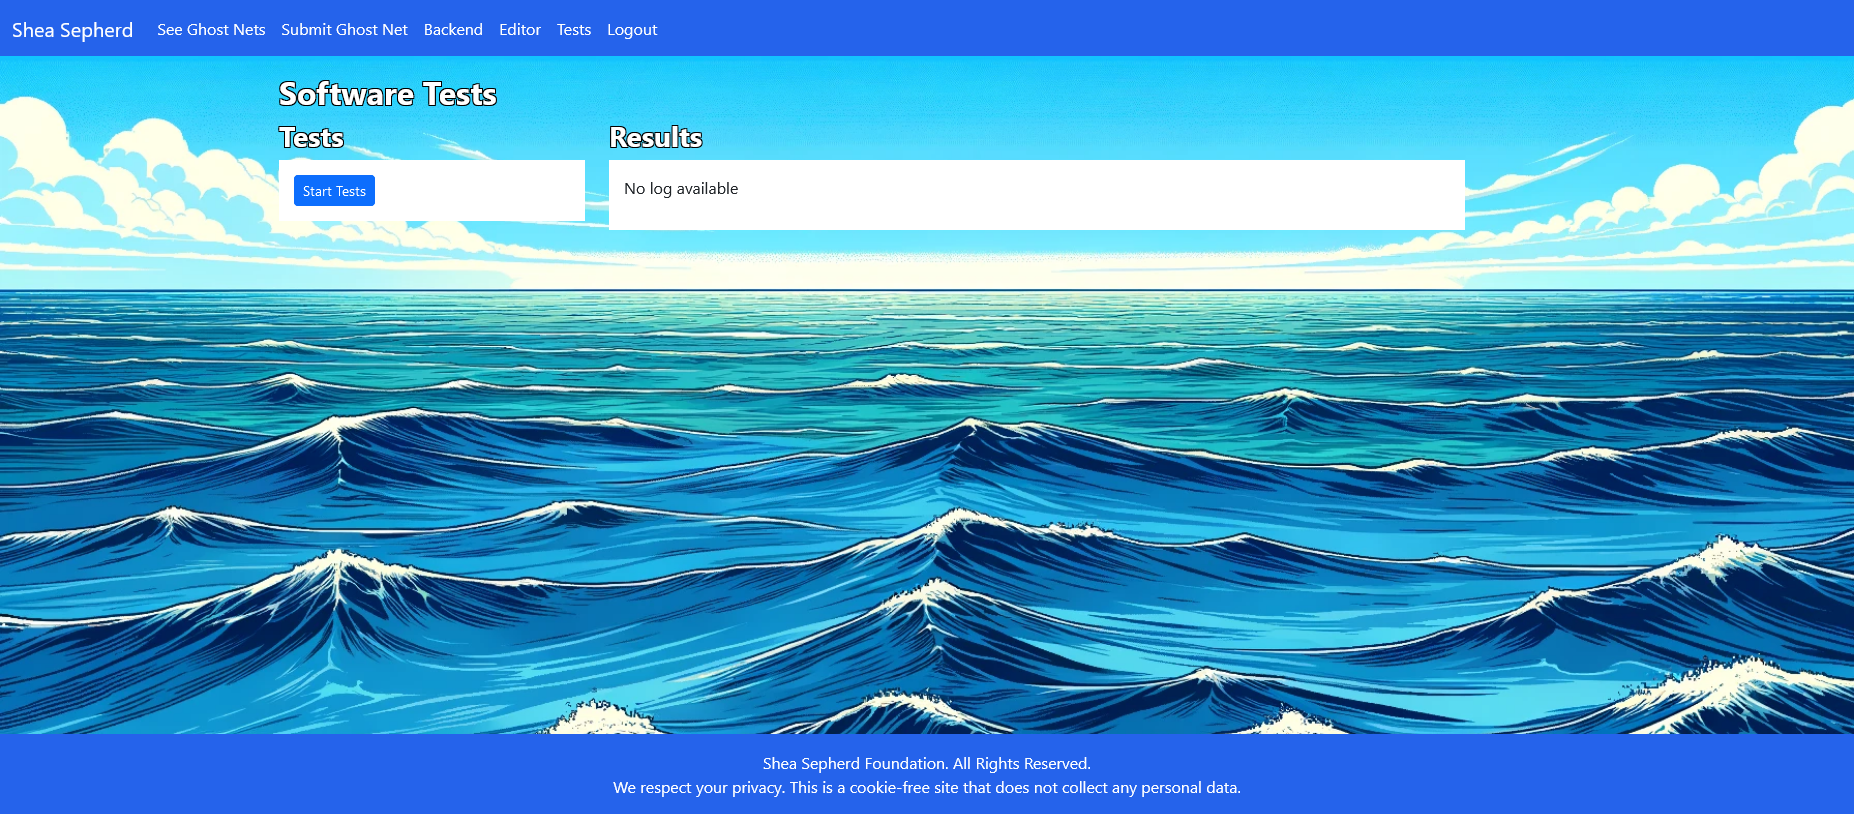 Shea Sepherd See Ghost Nets Submit Ghost Net Backend Editor Tests Logout
Software Tests
Tests
Start Tests
Results
No log available
Shea Sepherd Foundation. All Rights Reserved.
We respect your privacy. This is a cookie-free site that does not collect any personal data.